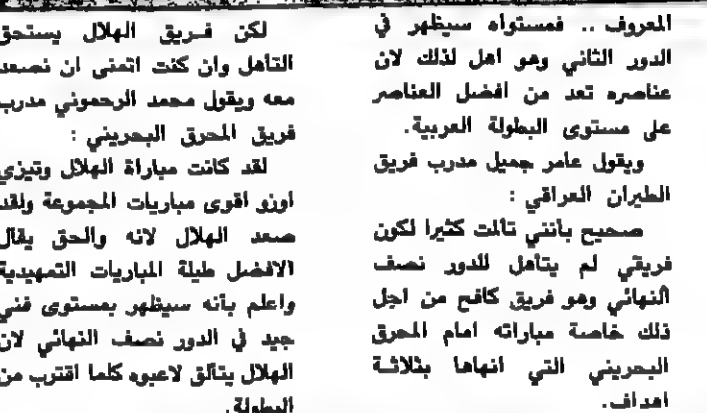 المعروف .. فمستواه سيظهر في
الدور الثاني وهو اهل لذلك لان
عناصره تعد من افضل العناصر
على مستوى البطولة العربية.
ويقول عامر جميل مدرب فريق
الطيران العراقي :
صحيح بأنني تألمت كثيرا لكون
فريقي لم يتأهل للدور نصف
النهائي وهو فريق كافح من اجل
ذلك خاصة مباراته امام المحرق
البحريني التي انهاها بثلاثة
اهداف.
لكن فريق الهلال يستحق
التأهل وان كنت اتمنى ان نصعد
معه ويقول محمد الرحموني مدرب
فريق المحرق البحريني :
لقد كانت مباراة الهلال وتيزي
اوزو اقوى مباريات المجموعة ولقد
صعد الهلال لانه والحق يقال
الافضل طيلة المباريات التمهيدية
واعلم بأنه سيظهر بمستوى فني
جيد في الدور نصف النهائي لان
الهلال يتألق لاعبوه كلما اقترب من
البطولة.